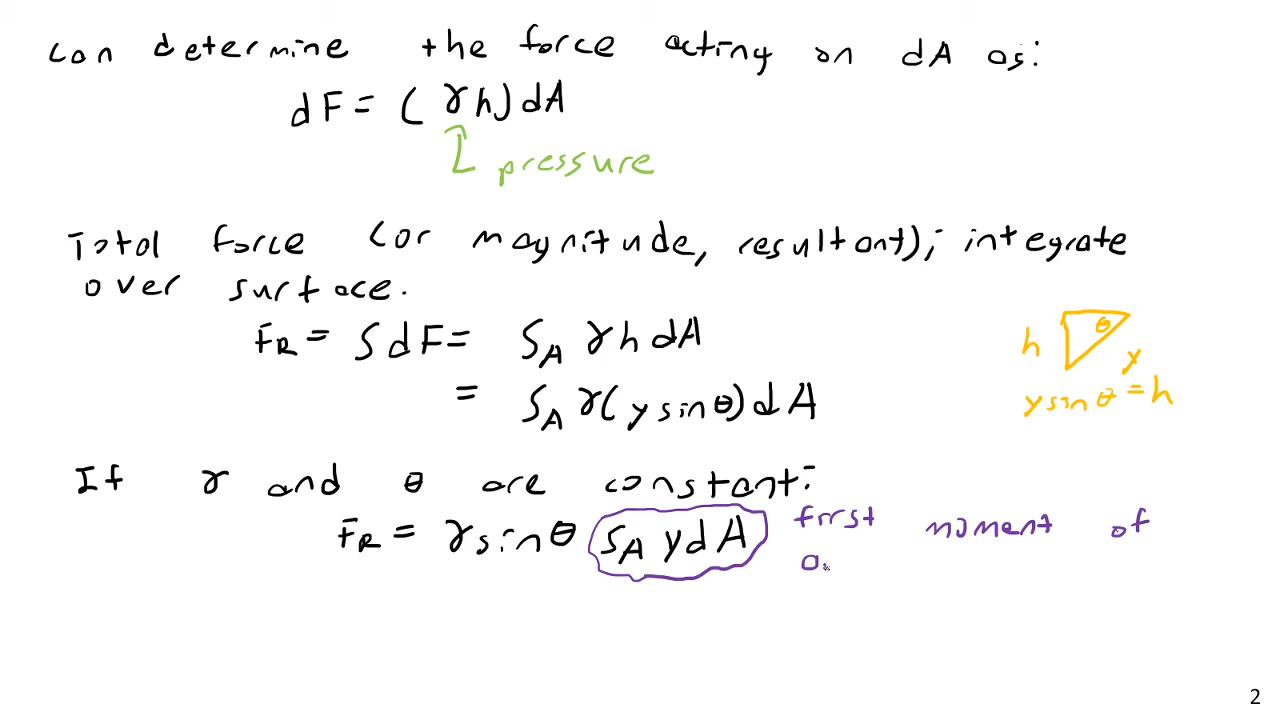 can determine the force acting on dA as:
dF = (γh)dA
pressure
Total force (or magnitude, resultant); integrate
over surface.
F_R = ∫dF = ∫_A γh dA
= ∫_A γ(y sinθ)dA
h θ y
y sinθ = h
If γ and θ are constant:
F_R = γ sinθ ∫_A y dA first moment of
2